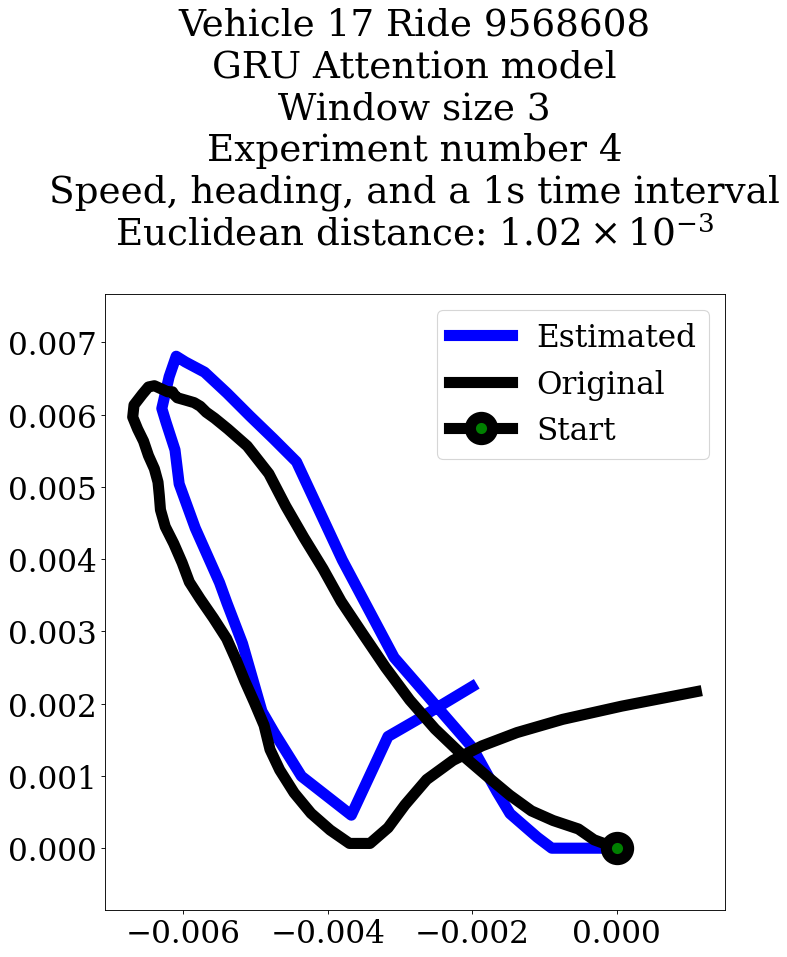 Vehicle 17 Ride 9568608
GRU Attention model
Window size 3
Experiment number 4
Speed, heading, and a 1s time interval
Euclidean distance: 1.02 × 10⁻³
Estimated
Original
Start
0.007
0.006
0.005
0.004
0.003
0.002
0.001
0.000
−0.006 −0.004 −0.002 0.000